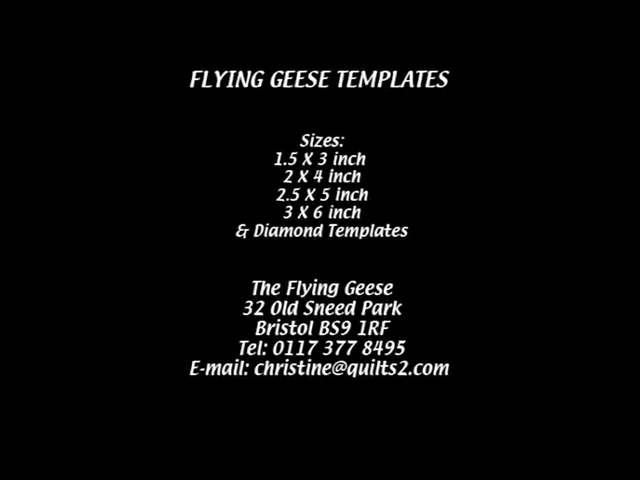 FLYING GEESE TEMPLATES
Sizes:
1.5 X 3 inch
2 X 4 inch
2.5 X 5 inch
3 X 6 inch
& Diamond Templates
The Flying Geese
32 Old Sneed Park
Bristol BS9 1RF
Tel: 0117 377 8495
E-mail: christine@quilts2.com